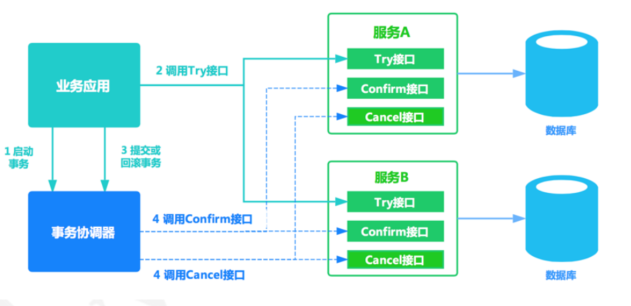 服务A
Try接口
Confirm接口
Cancel接口
数据库
业务应用
2 调用Try接口
1 启动
事务
3 提交或
回滚事务
事务协调器
4 调用Confirm接口
4 调用Cancel接口
服务B
Try接口
Confirm接口
Cancel接口
数据库